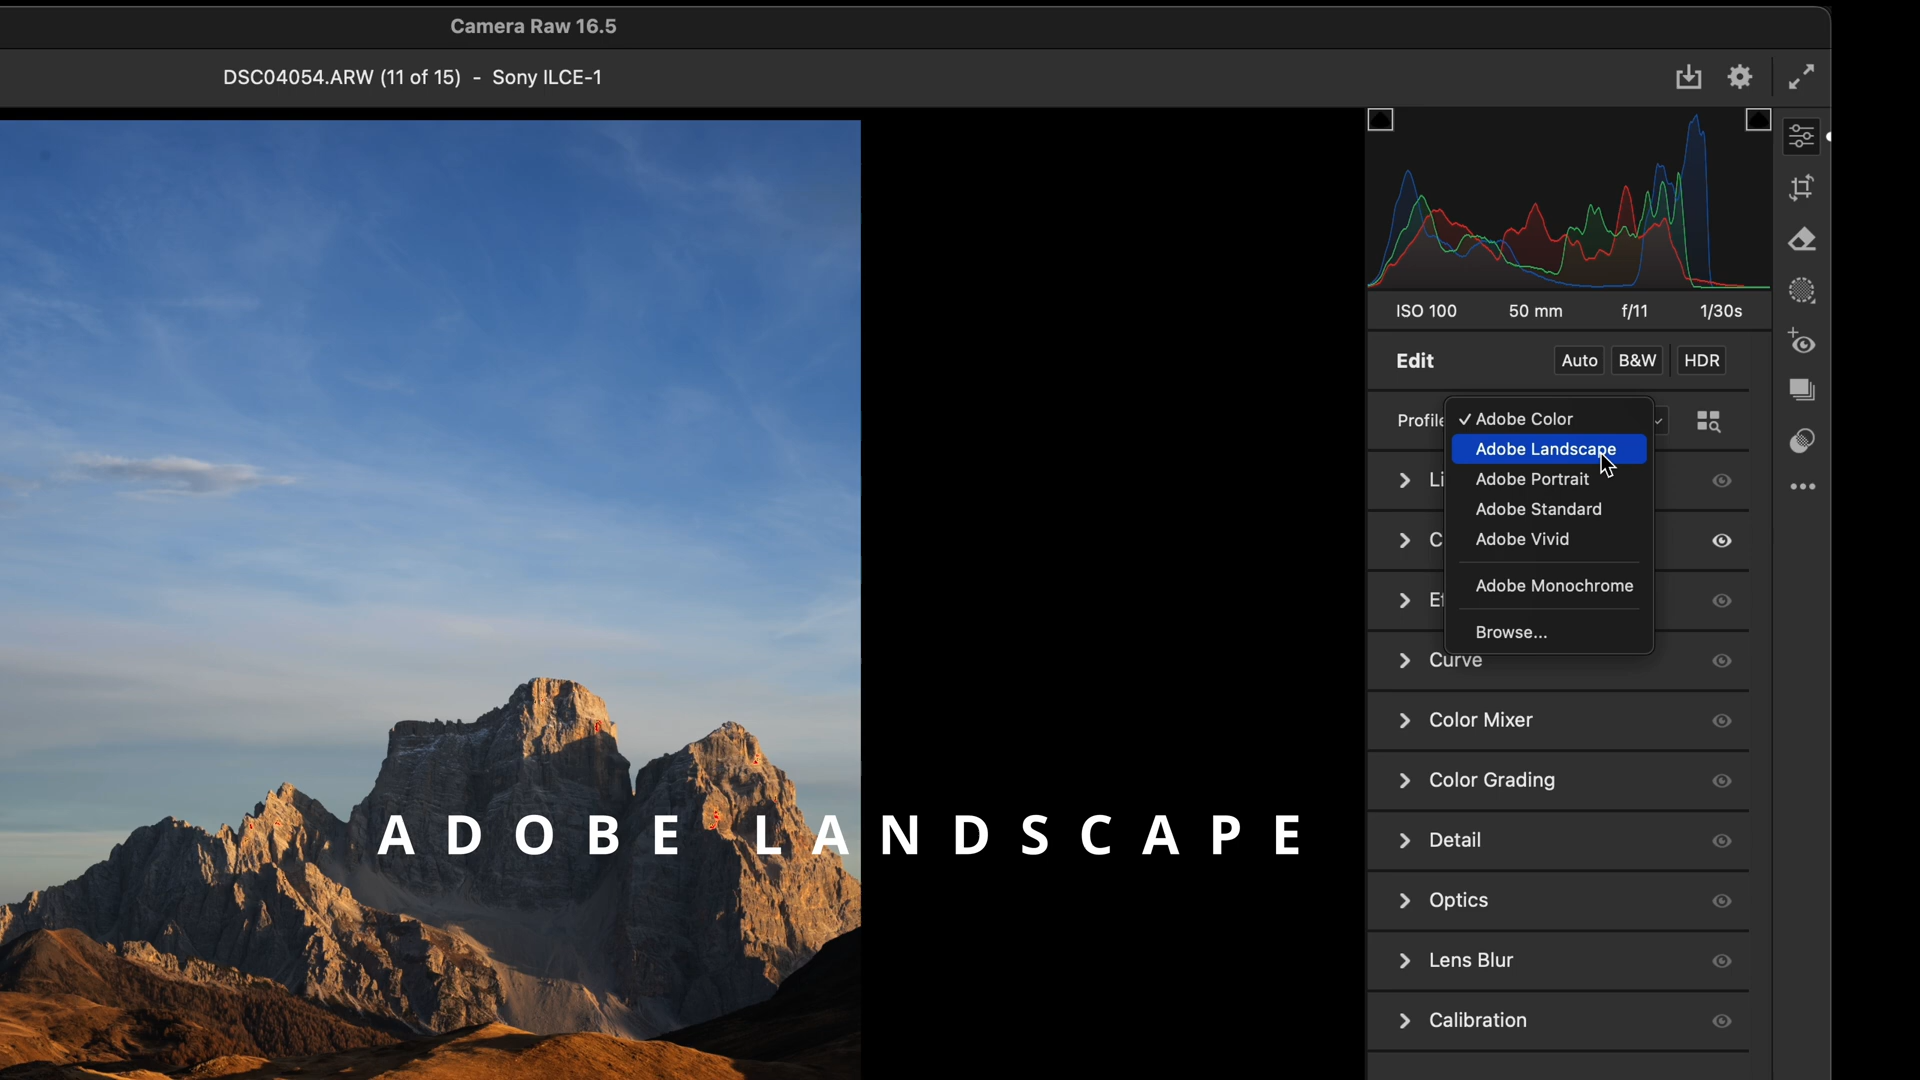 Camera Raw 16.5
DSC04054.ARW (11 of 15) - Sony ILCE-1
ISO 100 50 mm f/11 1/30s
Edit Auto B&W HDR
Profile
✓ Adobe Color
Adobe Landscape
Adobe Portrait
Adobe Standard
Adobe Vivid
Adobe Monochrome
Browse...
Li
C
Ef
Curve
Color Mixer
Color Grading
Detail
Optics
Lens Blur
Calibration
ADOBE LANDSCAPE